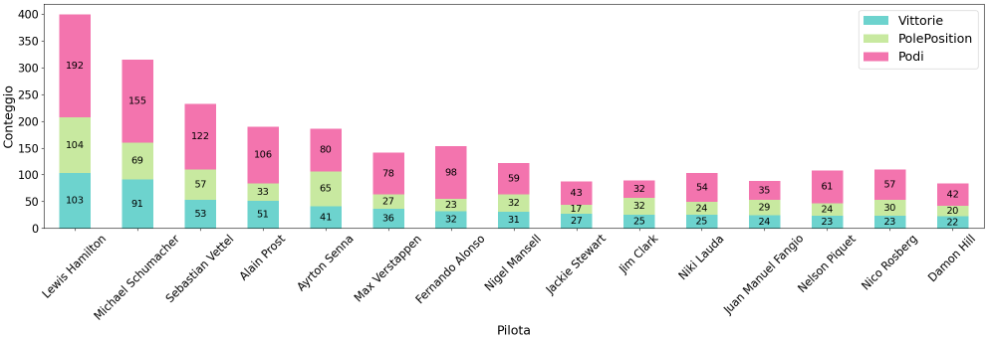 Vittorie
PolePosition
Podi
Conteggio
400
350
300
250
200
150
100
50
0
192
104
103
155
69
91
122
57
53
106
33
51
80
65
41
78
27
36
98
23
32
59
32
31
43
17
27
32
32
25
54
24
25
35
29
24
61
24
23
57
30
23
42
20
22
Lewis Hamilton
Michael Schumacher
Sebastian Vettel
Alain Prost
Ayrton Senna
Max Verstappen
Fernando Alonso
Nigel Mansell
Jackie Stewart
Jim Clark
Niki Lauda
Juan Manuel Fangio
Nelson Piquet
Nico Rosberg
Damon Hill
Pilota